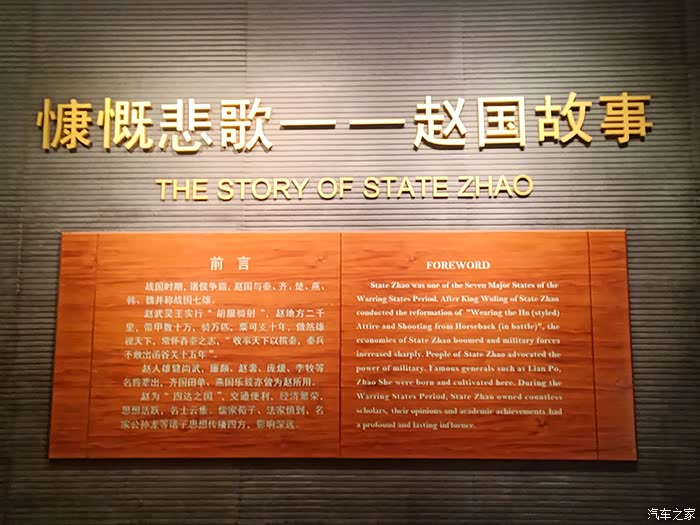 慷慨悲歌——赵国故事
THE STORY OF STATE ZHAO
前言
战国时期，诸侯争霸，赵国与秦、齐、楚、燕、
韩、魏并称战国七雄。
赵武灵王实行“胡服骑射”，赵地方二千
里，带甲数十万，骑万匹，粟可支十年，傲然雄
视天下，常怀吞秦之志，“收率天下以摈秦，秦兵
不敢出函谷关十五年”。
赵人雄健尚武，廉颇、赵奢、庞煖、李牧等
名将辈出，齐国田单、燕国乐毅亦曾为赵所用。
赵为“四达之国”，交通便利，经济繁荣，
思想活跃，名士云集。儒家荀子、法家慎到、名
家公孙龙等诸子思想传播四方，影响深远。
FOREWORD
State Zhao was one of the Seven Major States of the
Warring States Period. After King Wuling of State Zhao
conducted the reformation of "Wearing the Hu (styled)
Attire and Shooting from Horseback (in battle)", the
economies of State Zhao boomed and military forces
increased sharply. People of State Zhao advocated the
power of military. Famous generals such as Lian Po,
Zhao She were born and cultivated here. During the
Warring States Period, State Zhao owned countless
scholars, their opinions and academic achievements had
a profound and lasting influence.
汽车之家